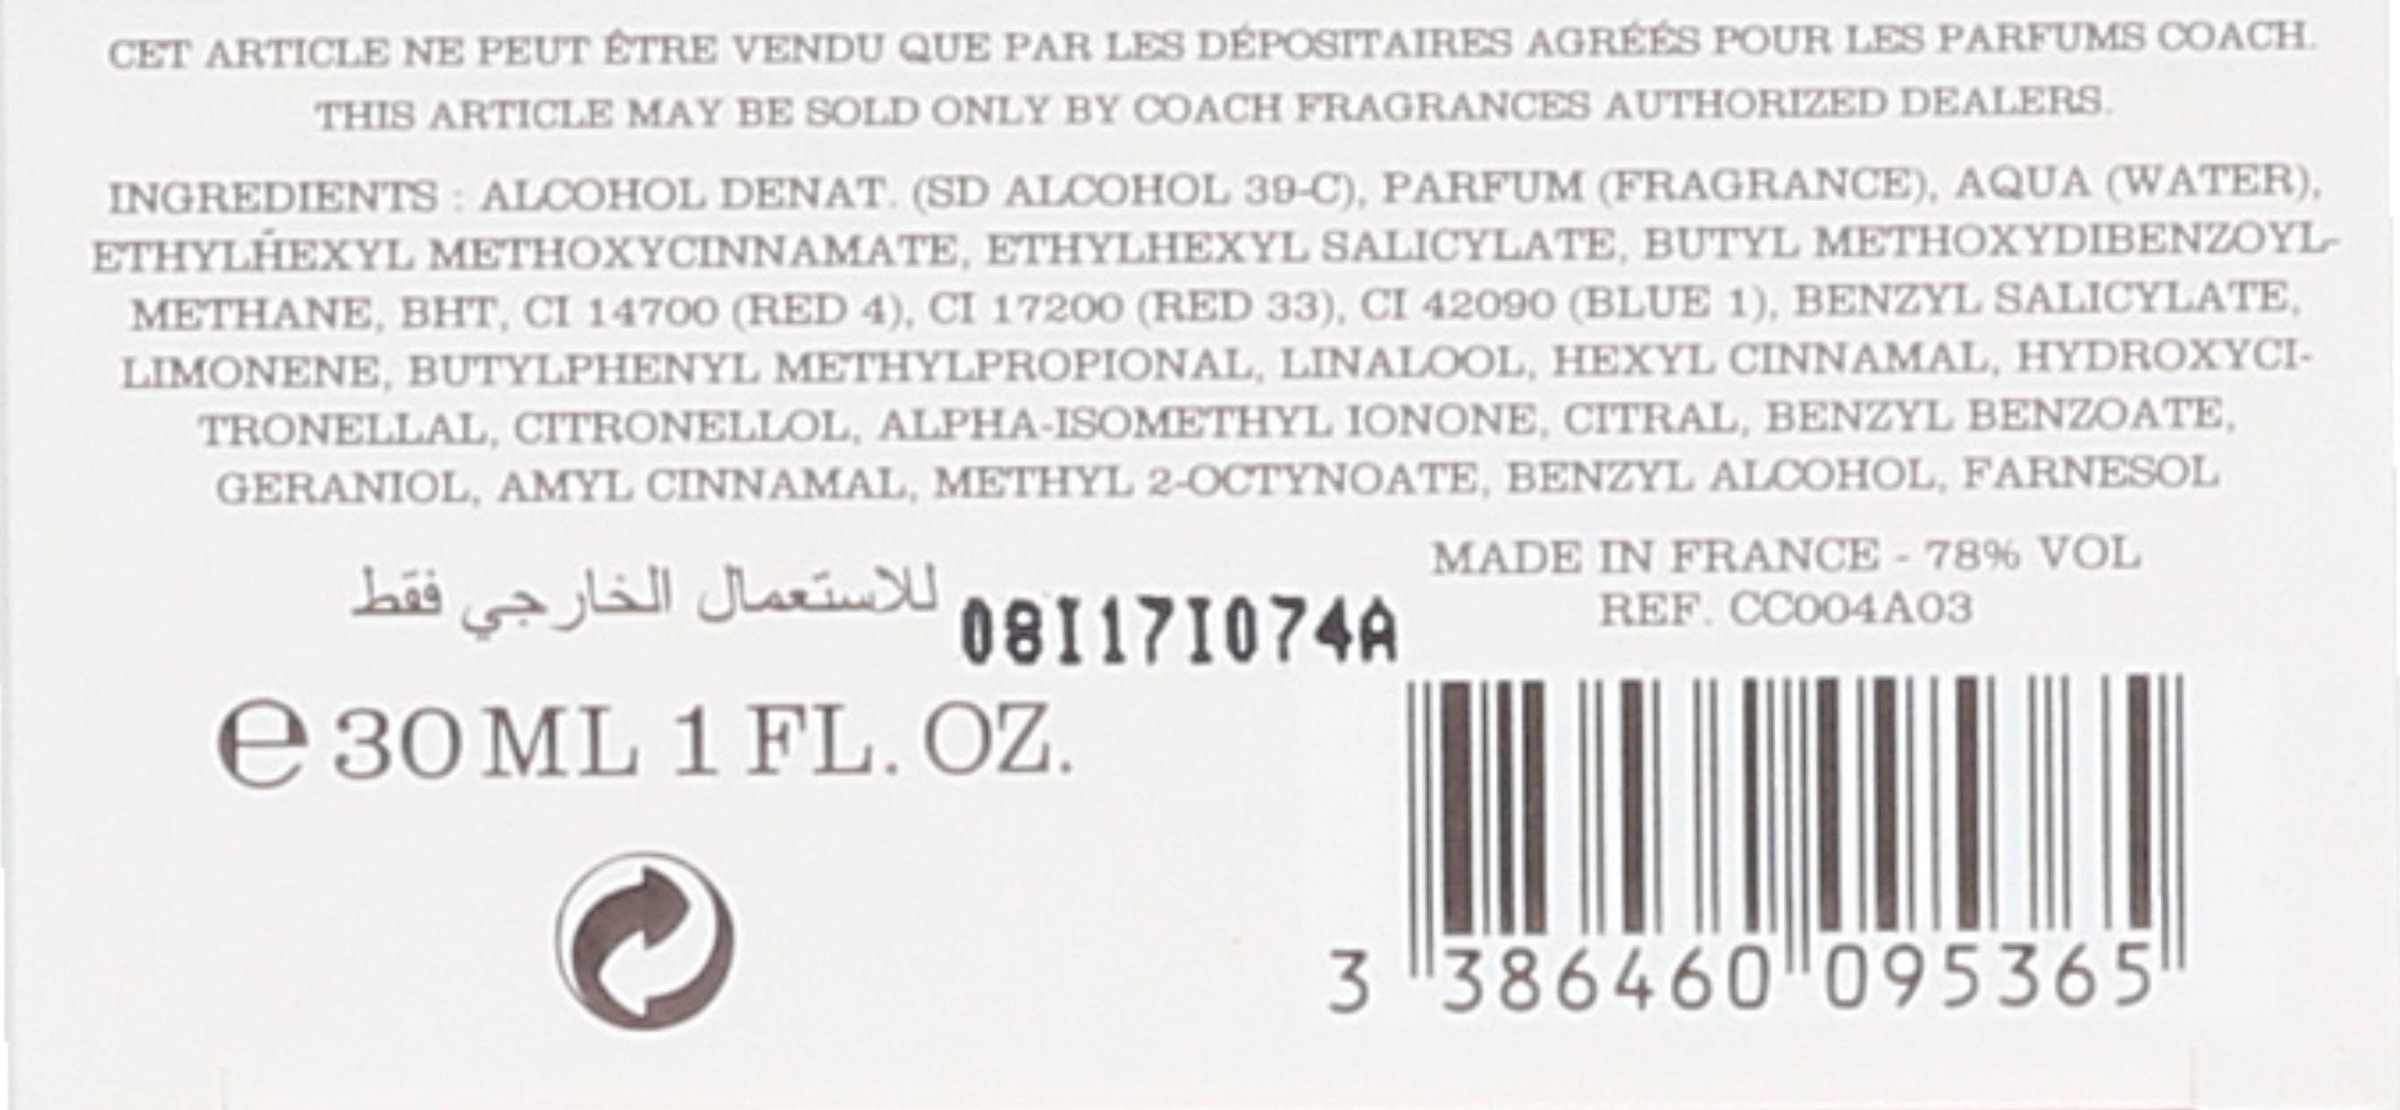 CET ARTICLE NE PEUT ÊTRE VENDU QUE PAR LES DÉPOSITAIRES AGRÉÉS POUR LES PARFUMS COACH.
THIS ARTICLE MAY BE SOLD ONLY BY COACH FRAGRANCES AUTHORIZED DEALERS.
INGREDIENTS : ALCOHOL DENAT. (SD ALCOHOL 39-C), PARFUM (FRAGRANCE), AQUA (WATER),
ETHYLHEXYL METHOXYCINNAMATE, ETHYLHEXYL SALICYLATE, BUTYL METHOXYDIBENZOYL-
METHANE, BHT, CI 14700 (RED 4), CI 17200 (RED 33), CI 42090 (BLUE 1), BENZYL SALICYLATE,
LIMONENE, BUTYLPHENYL METHYLPROPIONAL, LINALOOL, HEXYL CINNAMAL, HYDROXYCI-
TRONELLAL, CITRONELLOL, ALPHA-ISOMETHYL IONONE, CITRAL, BENZYL BENZOATE,
GERANIOL, AMYL CINNAMAL, METHYL 2-OCTYNOATE, BENZYL ALCOHOL, FARNESOL
للاستعمال الخارجي فقط
08I17I074A
MADE IN FRANCE - 78% VOL
REF. CC004A03
e 30 ML 1 FL. OZ.
3 386460 095365